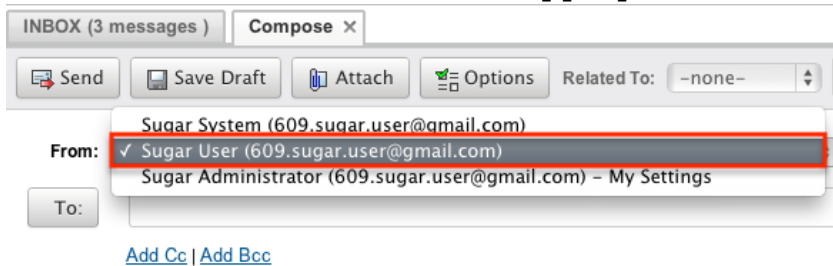 INBOX (3 messages ) Compose ×
Send Save Draft Attach Options Related To: -none-
Sugar System (609.sugar.user@gmail.com)
From: ✓ Sugar User (609.sugar.user@gmail.com)
Sugar Administrator (609.sugar.user@gmail.com) – My Settings
To:
Add Cc | Add Bcc